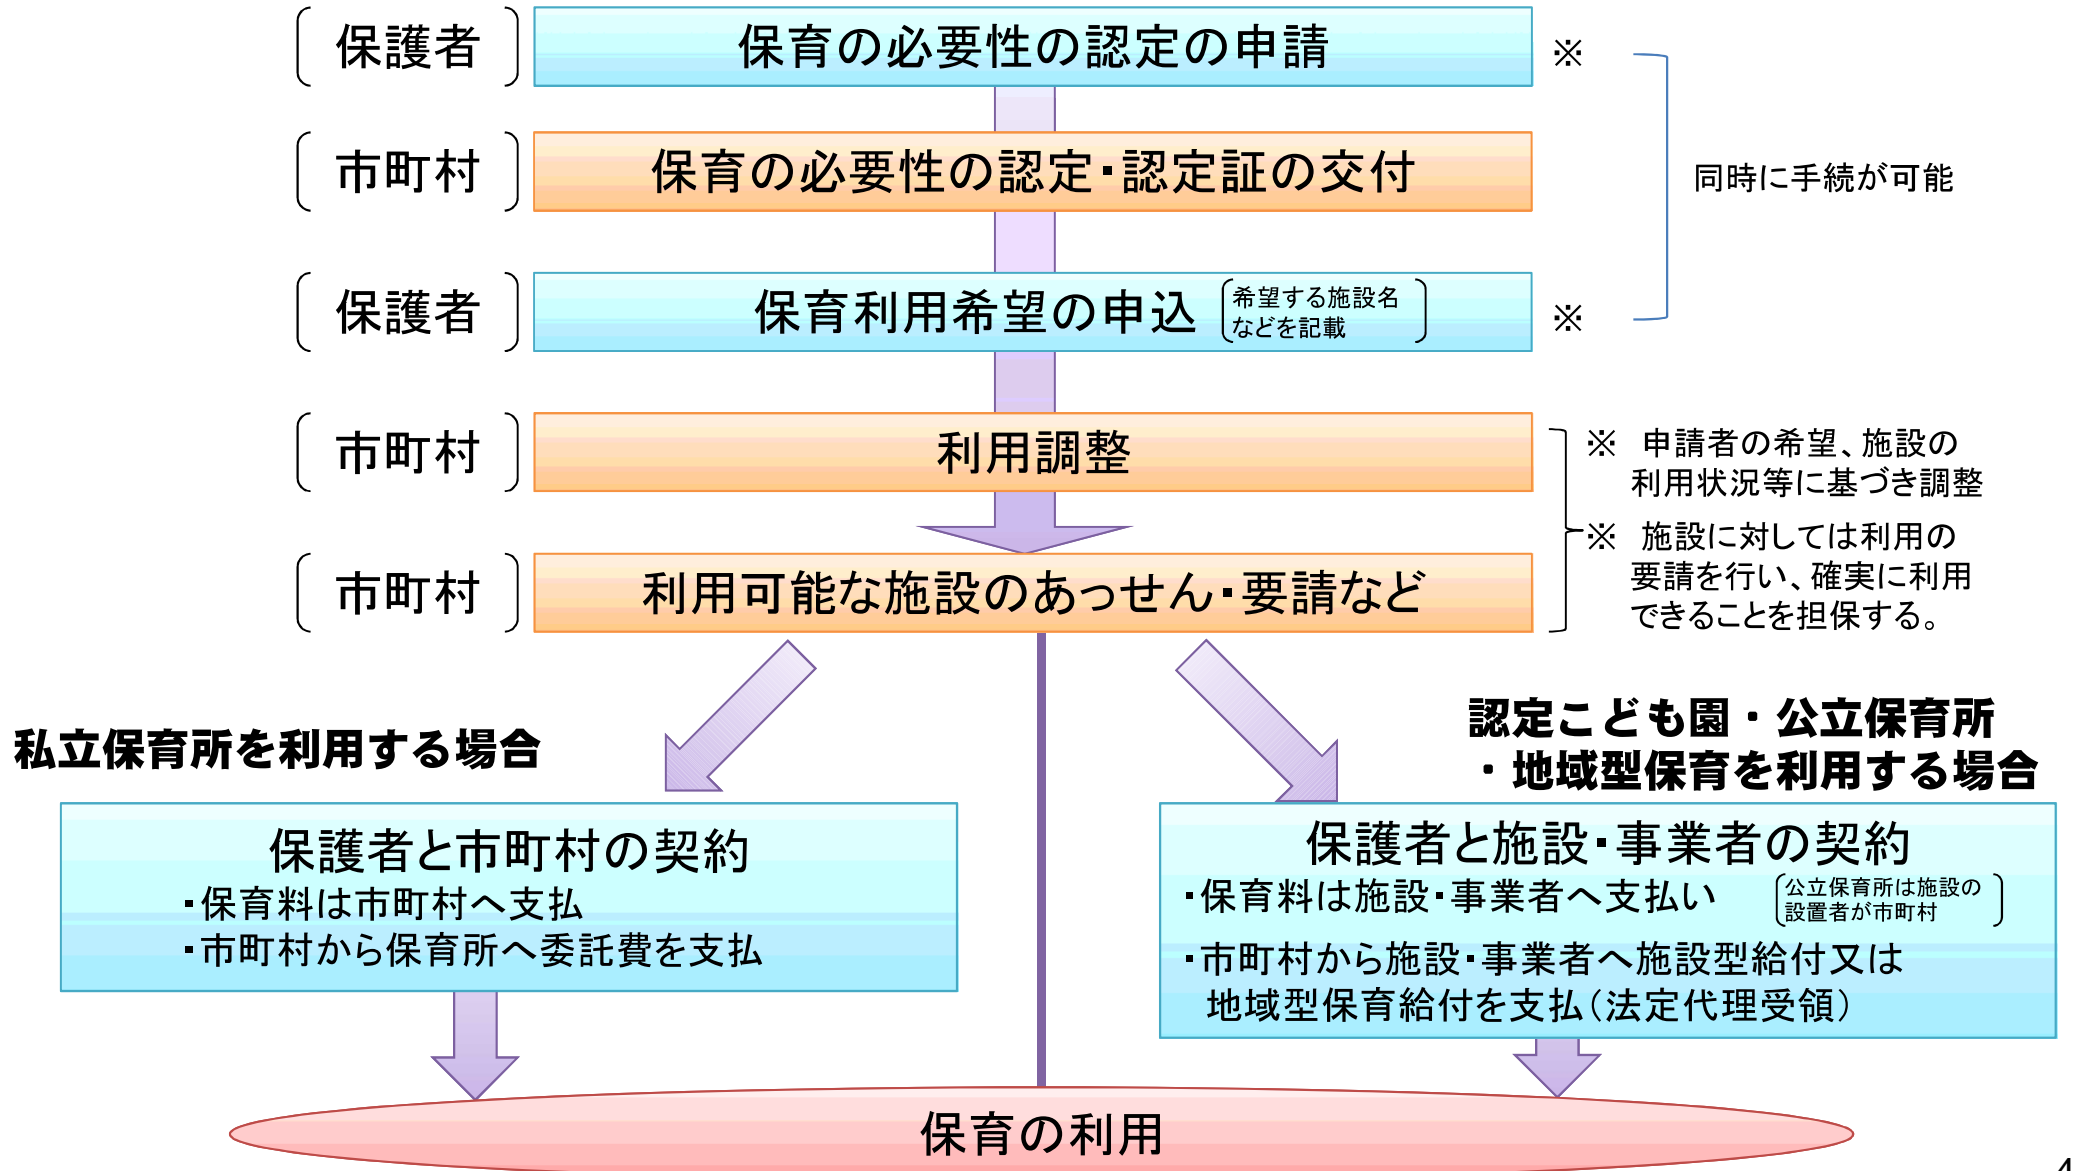 保護者
保育の必要性の認定の申請
※
市町村
保育の必要性の認定・認定証の交付
同時に手続が可能
保護者
保育利用希望の申込
希望する施設名
などを記載
※
市町村
利用調整
※ 申請者の希望、施設の
利用状況等に基づき調整
市町村
利用可能な施設のあっせん・要請など
※ 施設に対しては利用の
要請を行い、確実に利用
できることを担保する。
私立保育所を利用する場合
認定こども園・公立保育所
・地域型保育を利用する場合
保護者と市町村の契約
・保育料は市町村へ支払
・市町村から保育所へ委託費を支払
保護者と施設・事業者の契約
・保育料は施設・事業者へ支払い
公立保育所は施設の
設置者が市町村
・市町村から施設・事業者へ施設型給付又は
地域型保育給付を支払(法定代理受領)
保育の利用
4